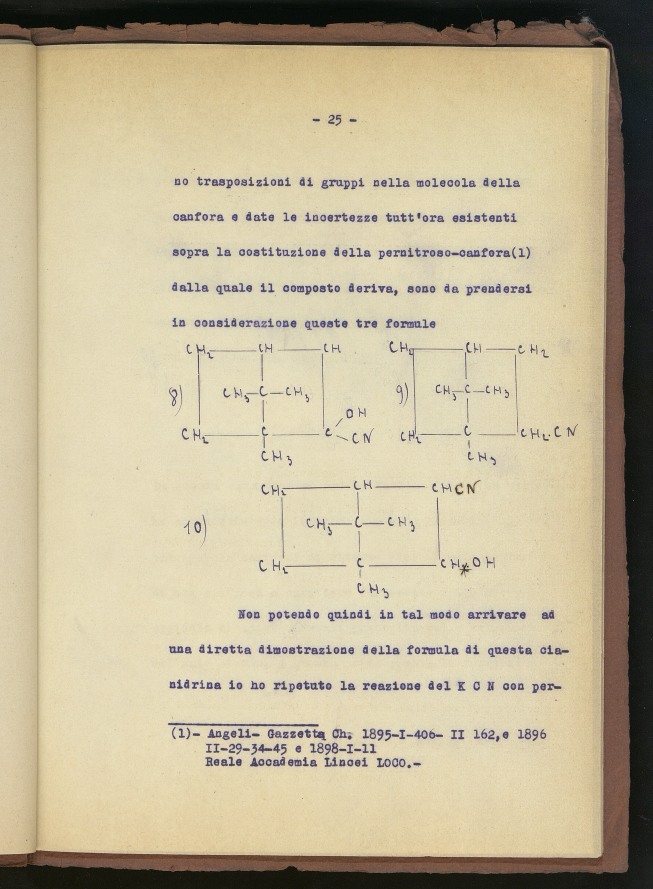 - 25 -
no trasposizioni di gruppi nella molecola della
canfora e date le incertezze tutt'ora esistenti
sopra la costituzione della pernitroso-canfora(1)
dalla quale il composto deriva, sono da prendersi
in considerazione queste tre formule
CH2 CH CH
8) CH3-C-CH3
OH
CH2 C C CN
CH3
CH2 CH CH2
9) CH3-C-CH3
CH2 C CH2.CN
CH3
CH2 CH CHCN
10) CH3-C-CH3
CH2 C CH OH
CH3
Non potendo quindi in tal modo arrivare ad
una diretta dimostrazione della formula di questa cia-
nidrina io ho ripetuto la reazione del K C N con per-
(1)- Angeli- Gazzetta Ch. 1895-I-406- II 162,e 1896
II-29-34-45 e 1898-I-11
Reale Accademia Lincei LOCO.-